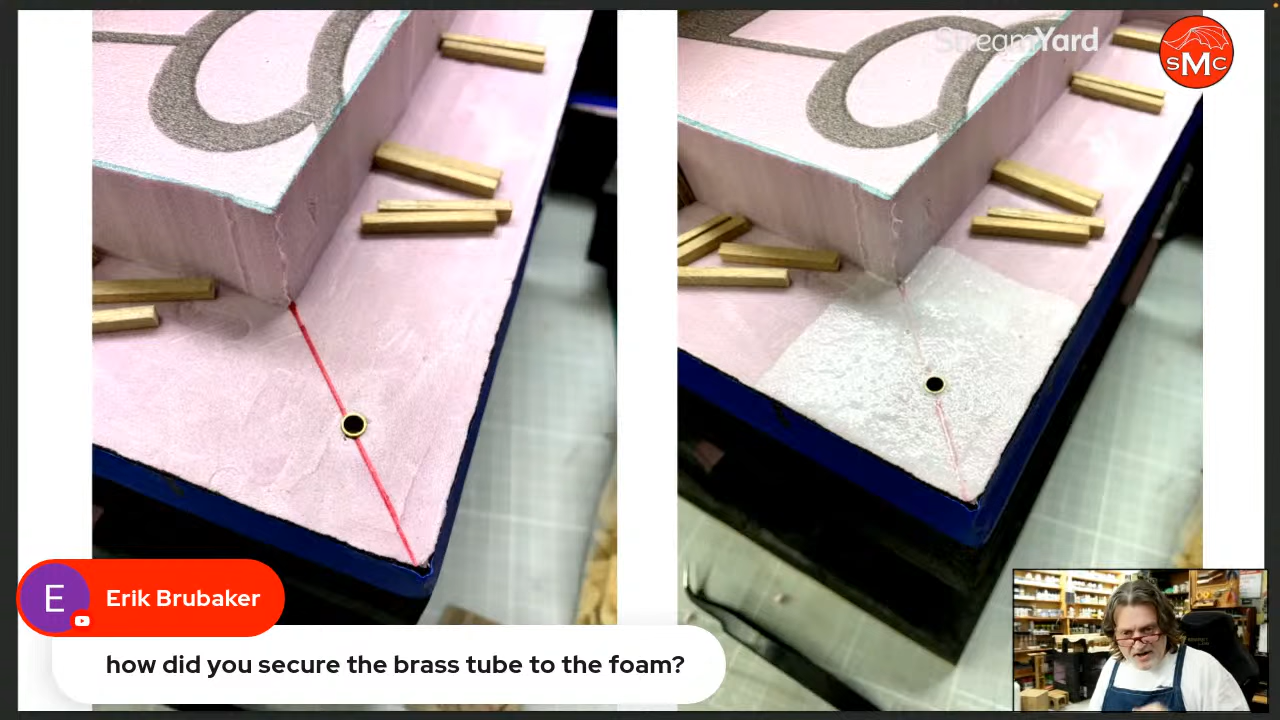 StreamYard
SMC
E
Erik Brubaker
how did you secure the brass tube to the foam?